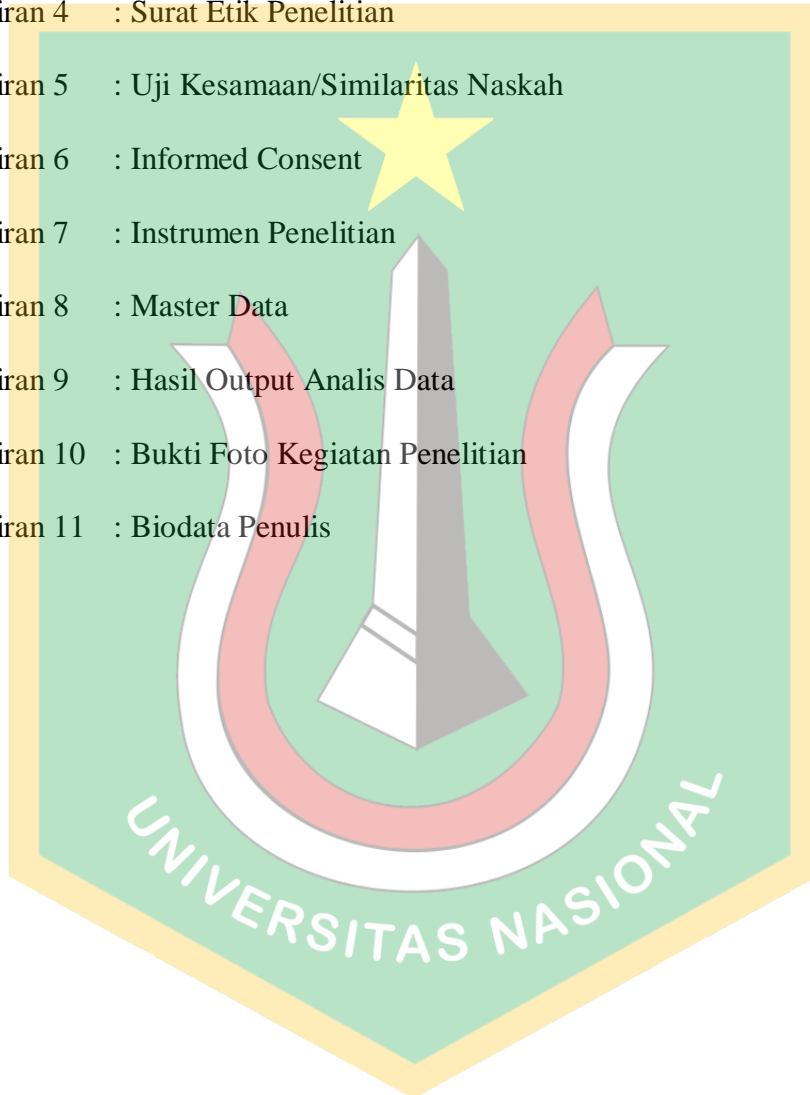 iran 4 : Surat Etik Penelitian
iran 5 : Uji Kesamaan/Similaritas Naskah
iran 6 : Informed Consent
iran 7 : Instrumen Penelitian
iran 8 : Master Data
iran 9 : Hasil Output Analis Data
iran 10 : Bukti Foto Kegiatan Penelitian
iran 11 : Biodata Penulis
UNIVERSITAS NASIONAL